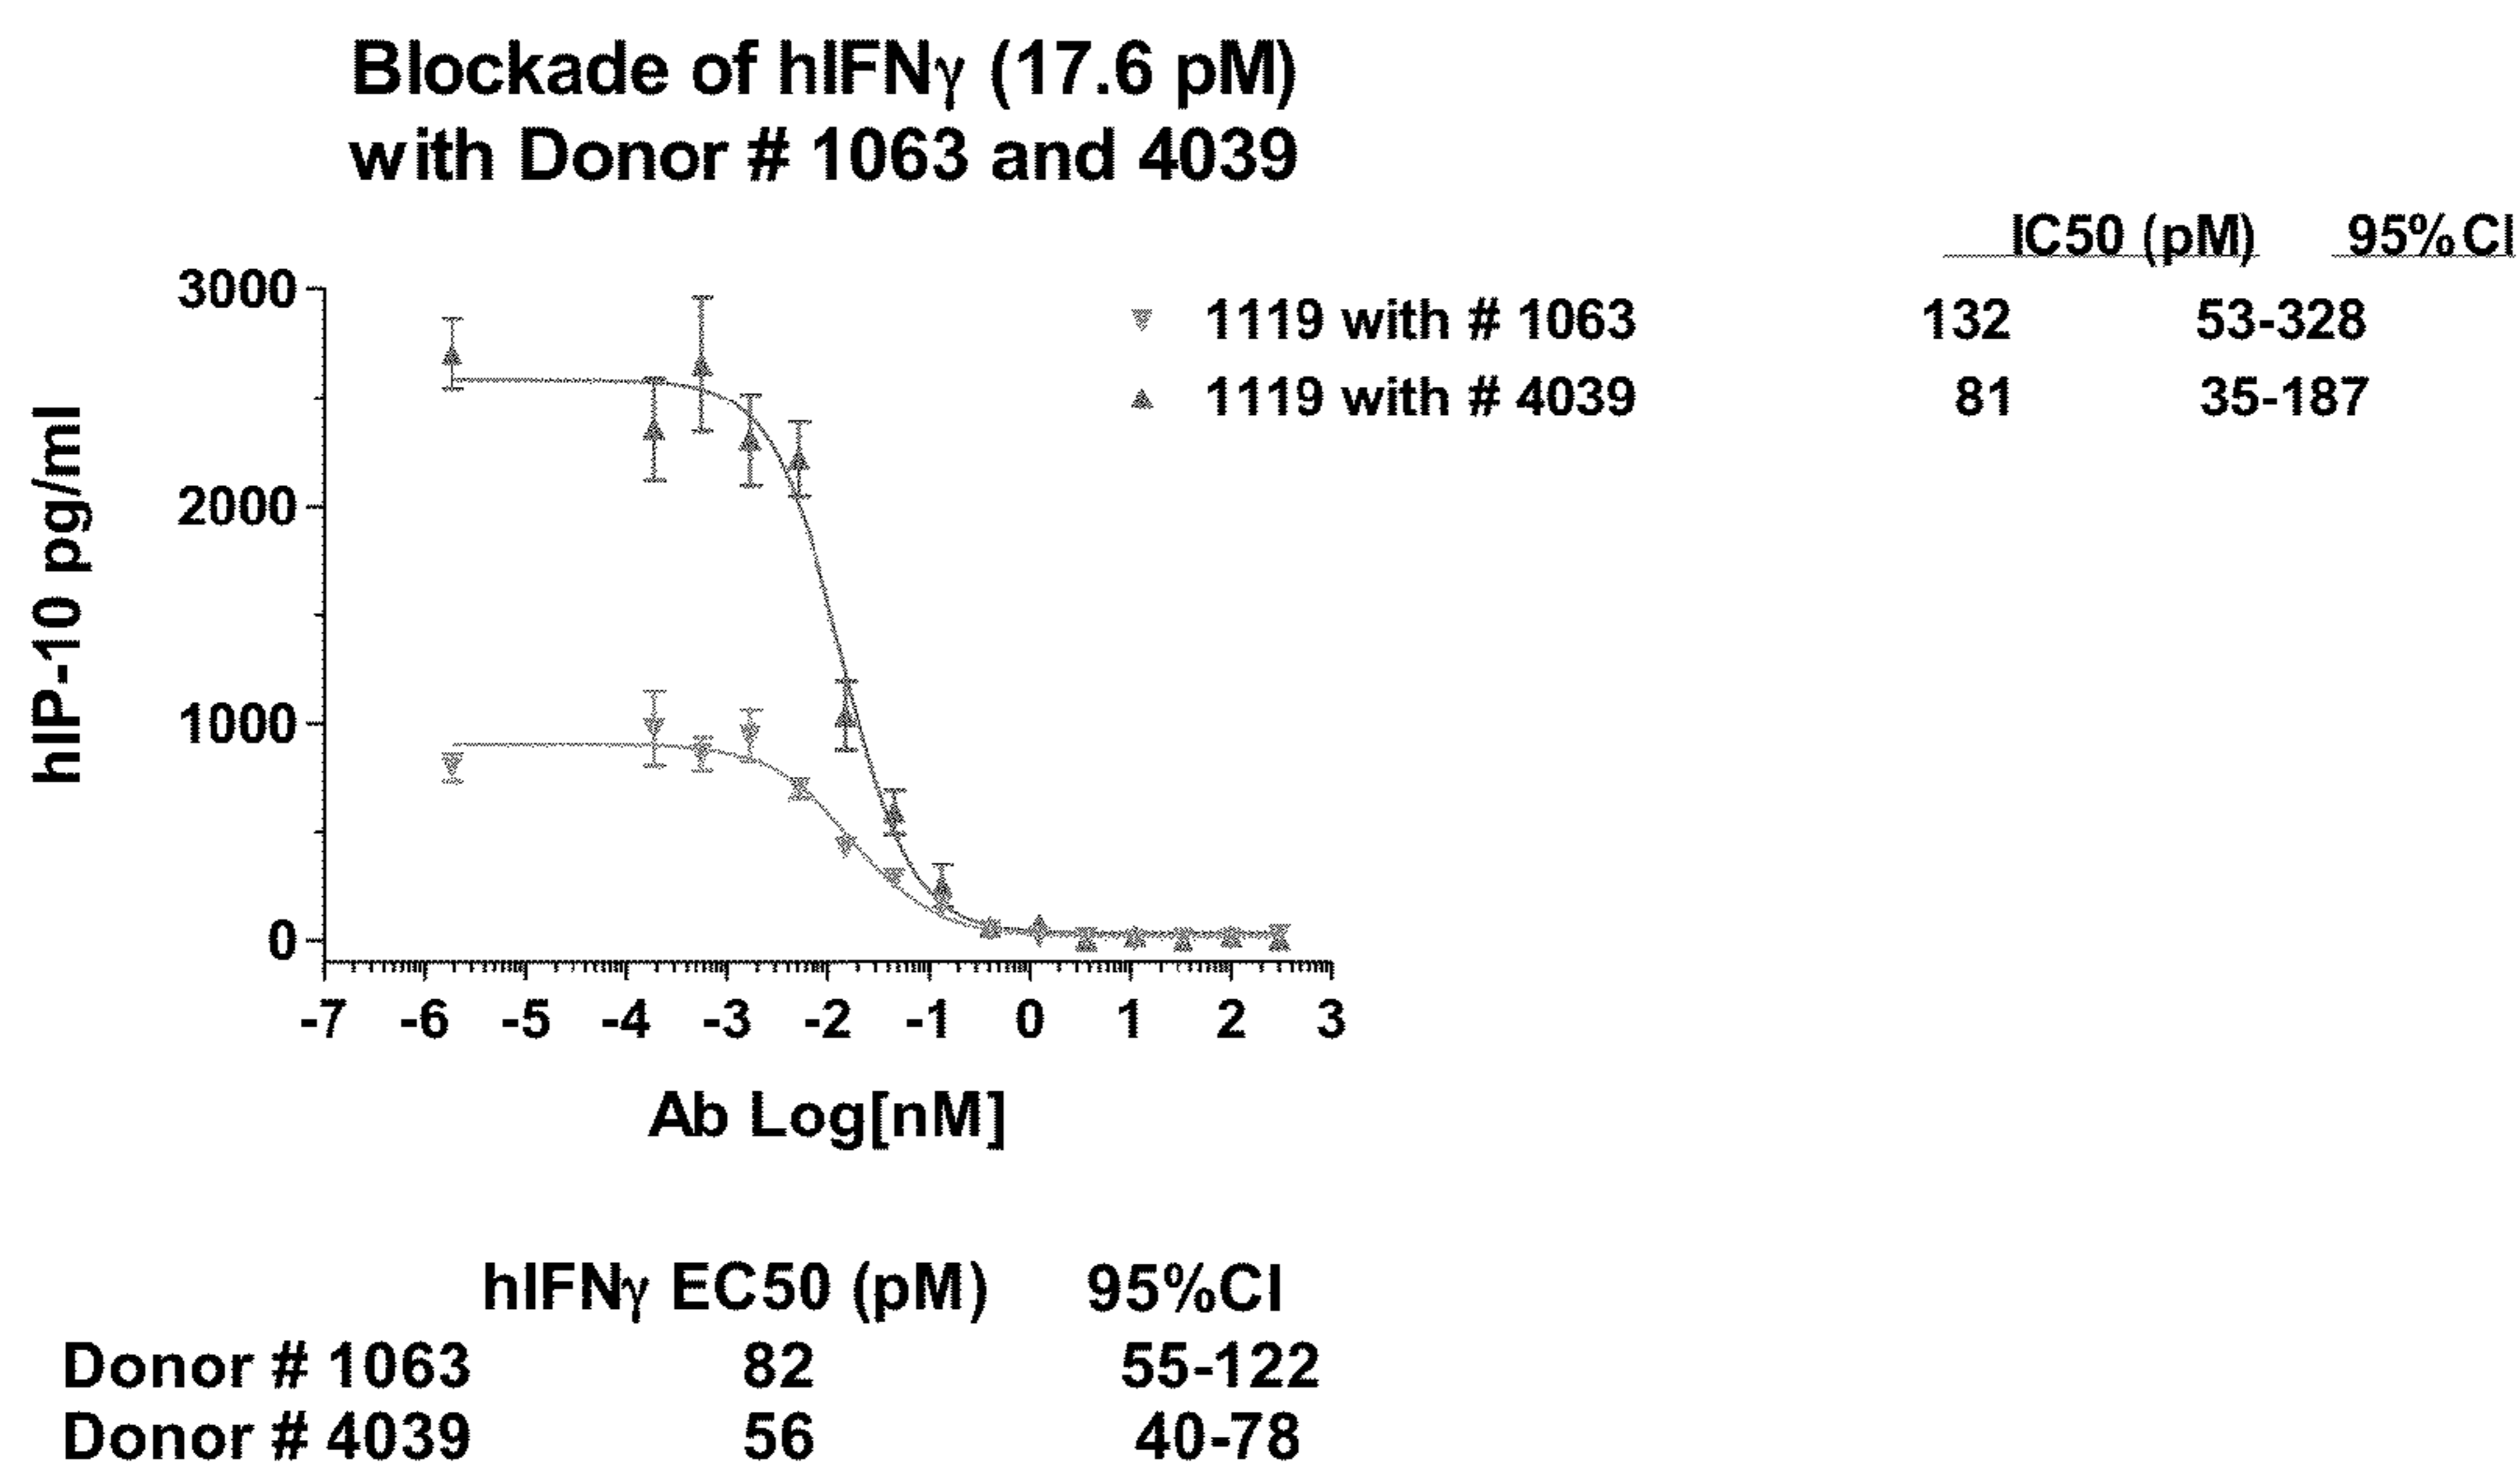 Blockade of hIFNγ (17.6 pM)
with Donor # 1063 and 4039
IC50 (pM) 95%CI
1119 with # 1063 132 53-328
1119 with # 4039 81 35-187
hIP-10 pg/ml
3000
2000
1000
0
-7 -6 -5 -4 -3 -2 -1 0 1 2 3
Ab Log[nM]
hIFNγ EC50 (pM) 95%CI
Donor # 1063 82 55-122
Donor # 4039 56 40-78